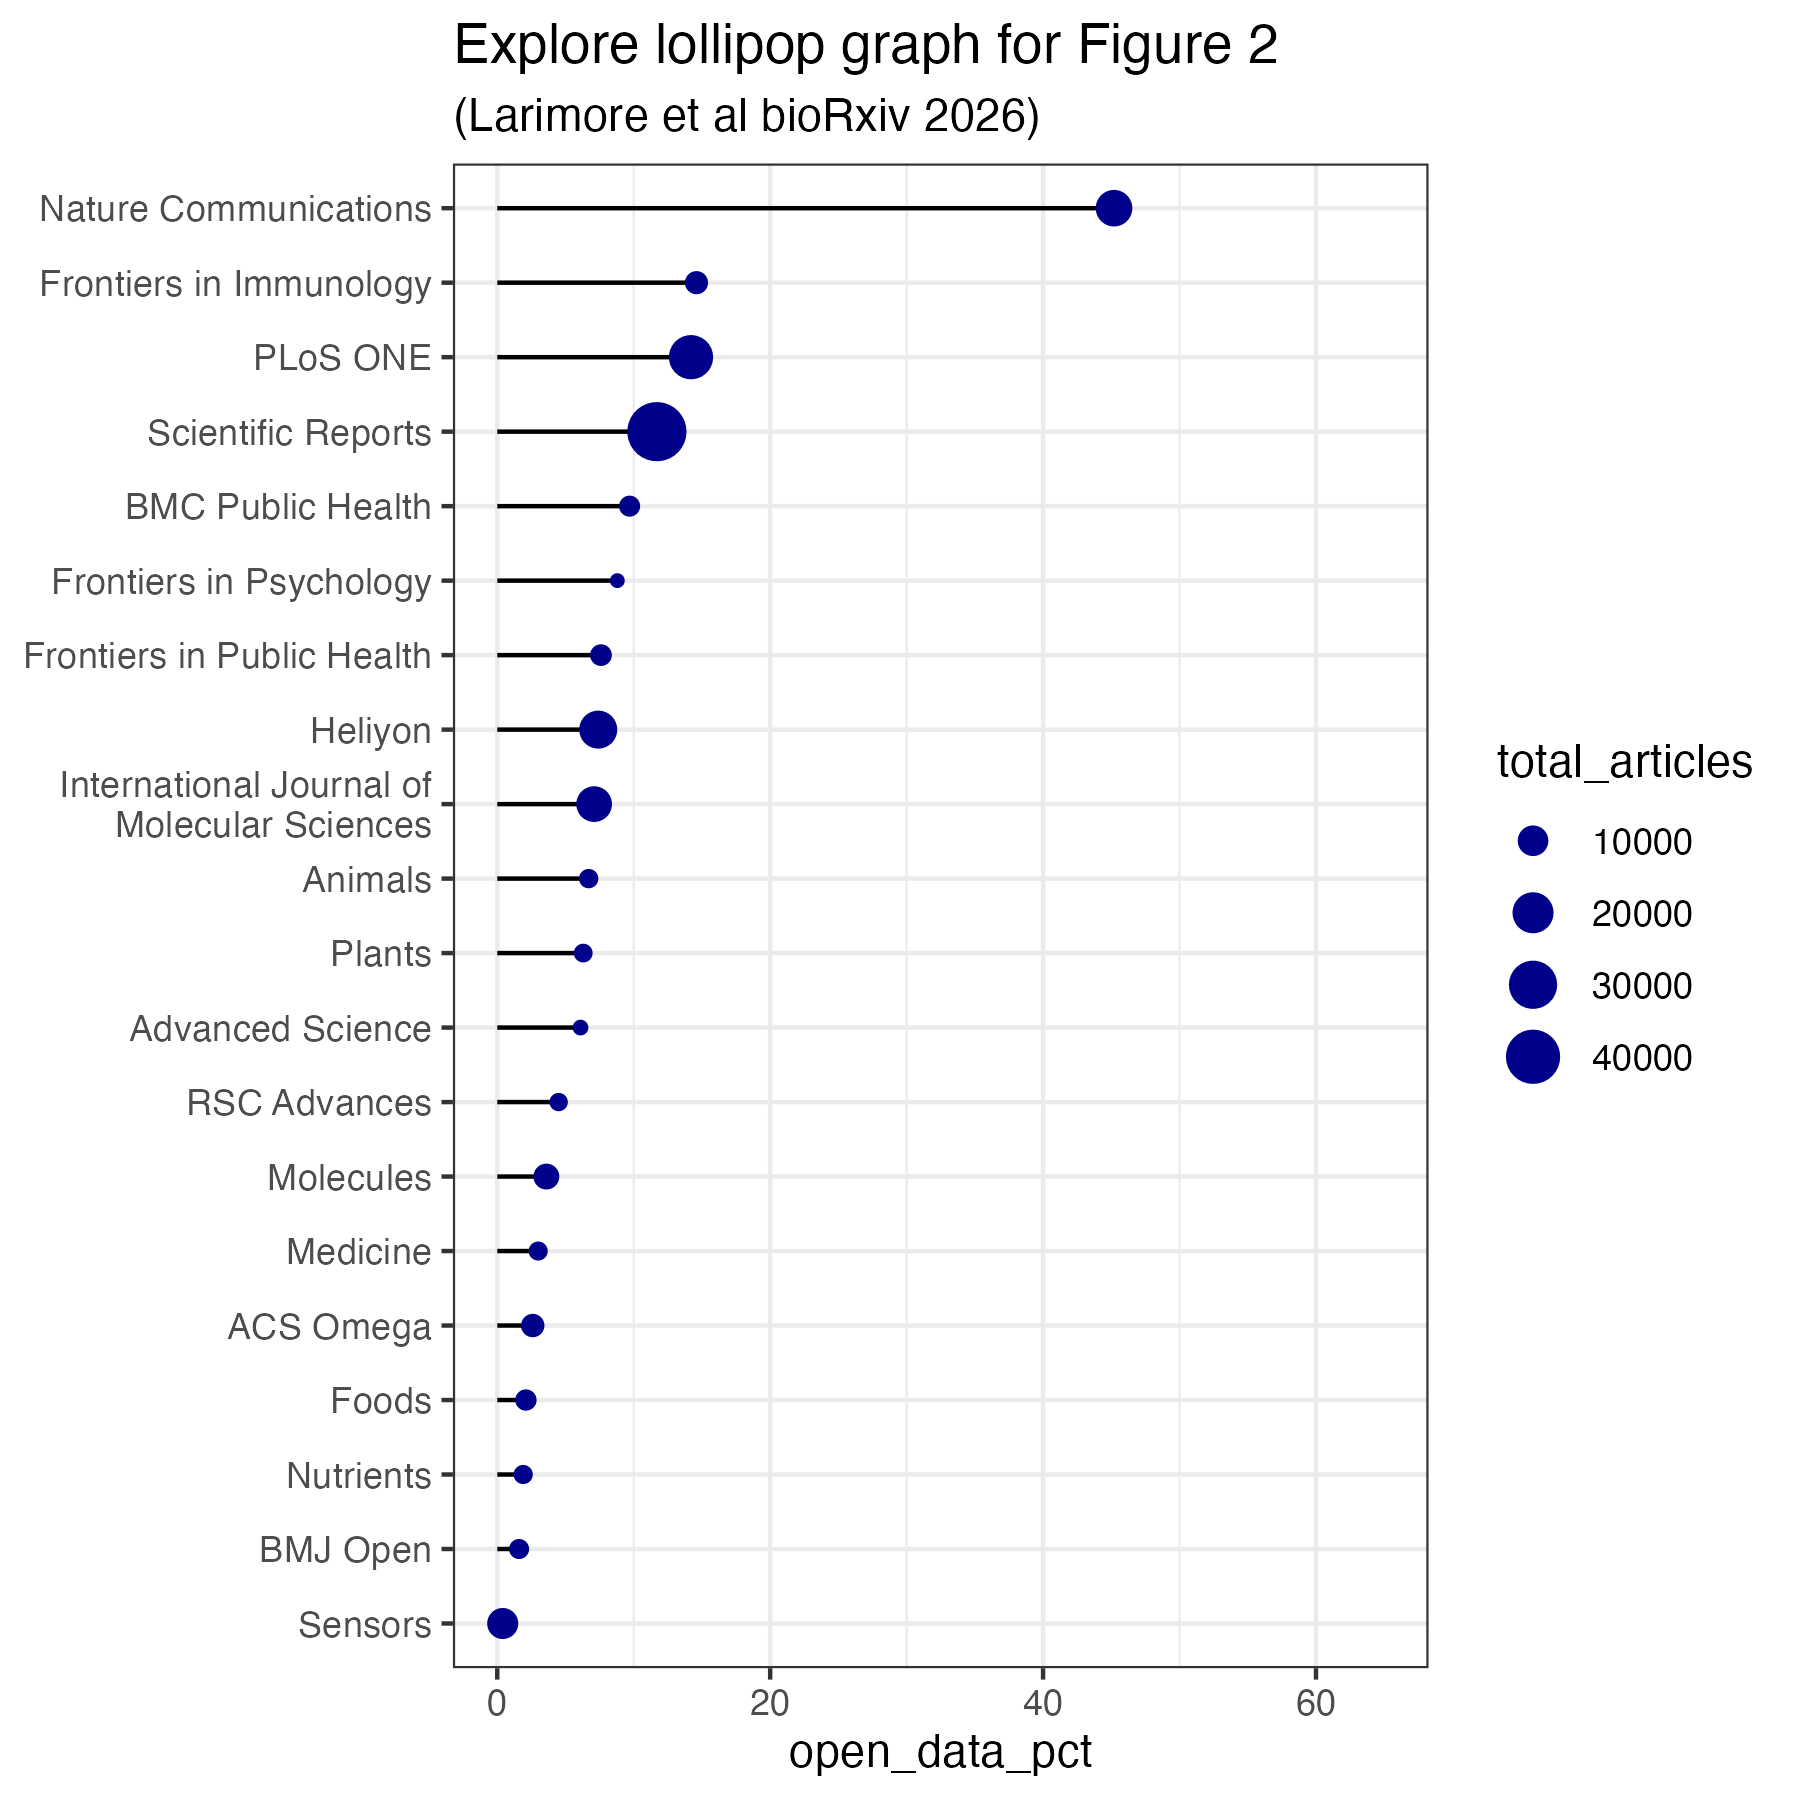 Explore lollipop graph for Figure 2
(Larimore et al bioRxiv 2026)
Nature Communications
Frontiers in Immunology
PLoS ONE
Scientific Reports
BMC Public Health
Frontiers in Psychology
Frontiers in Public Health
Heliyon
International Journal of
Molecular Sciences
Animals
Plants
Advanced Science
RSC Advances
Molecules
Medicine
ACS Omega
Foods
Nutrients
BMJ Open
Sensors
0 20 40 60
open_data_pct
total_articles
10000
20000
30000
40000